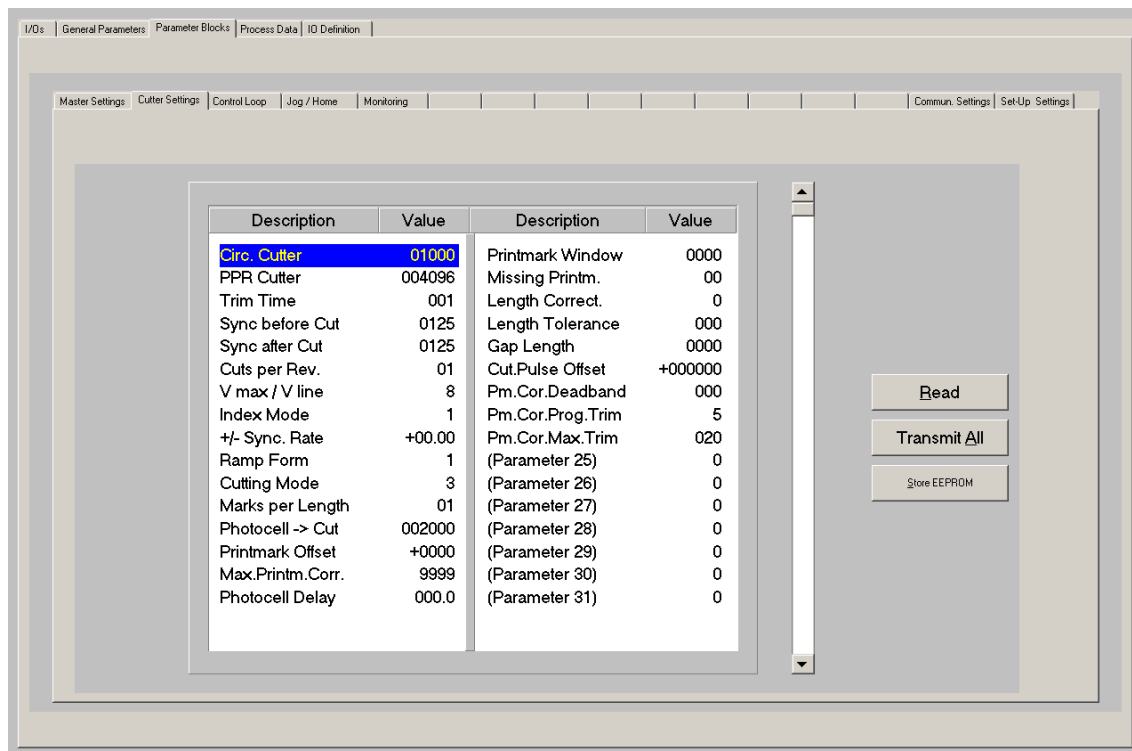 I/Os General Parameters Parameter Blocks Process Data IO Definition
Master Settings Cutter Settings Control Loop Jog / Home Monitoring Commun. Settings Set-Up Settings
Description Value Description Value
Circ. Cutter 01000 Printmark Window 0000
PPR Cutter 004096 Missing Printm. 00
Trim Time 001 Length Correct. 0
Sync before Cut 0125 Length Tolerance 000
Sync after Cut 0125 Gap Length 0000
Cuts per Rev. 01 Cut.Pulse Offset +000000
V max / V line 8 Pm.Cor.Deadband 000
Index Mode 1 Pm.Cor.Prog.Trim 5
+/- Sync. Rate +00.00 Pm.Cor.Max.Trim 020
Ramp Form 1 (Parameter 25) 0
Cutting Mode 3 (Parameter 26) 0
Marks per Length 01 (Parameter 27) 0
Photocell -> Cut 002000 (Parameter 28) 0
Printmark Offset +0000 (Parameter 29) 0
Max.Printm.Corr. 9999 (Parameter 30) 0
Photocell Delay 000.0 (Parameter 31) 0
Read
Transmit All
Store EEPROM